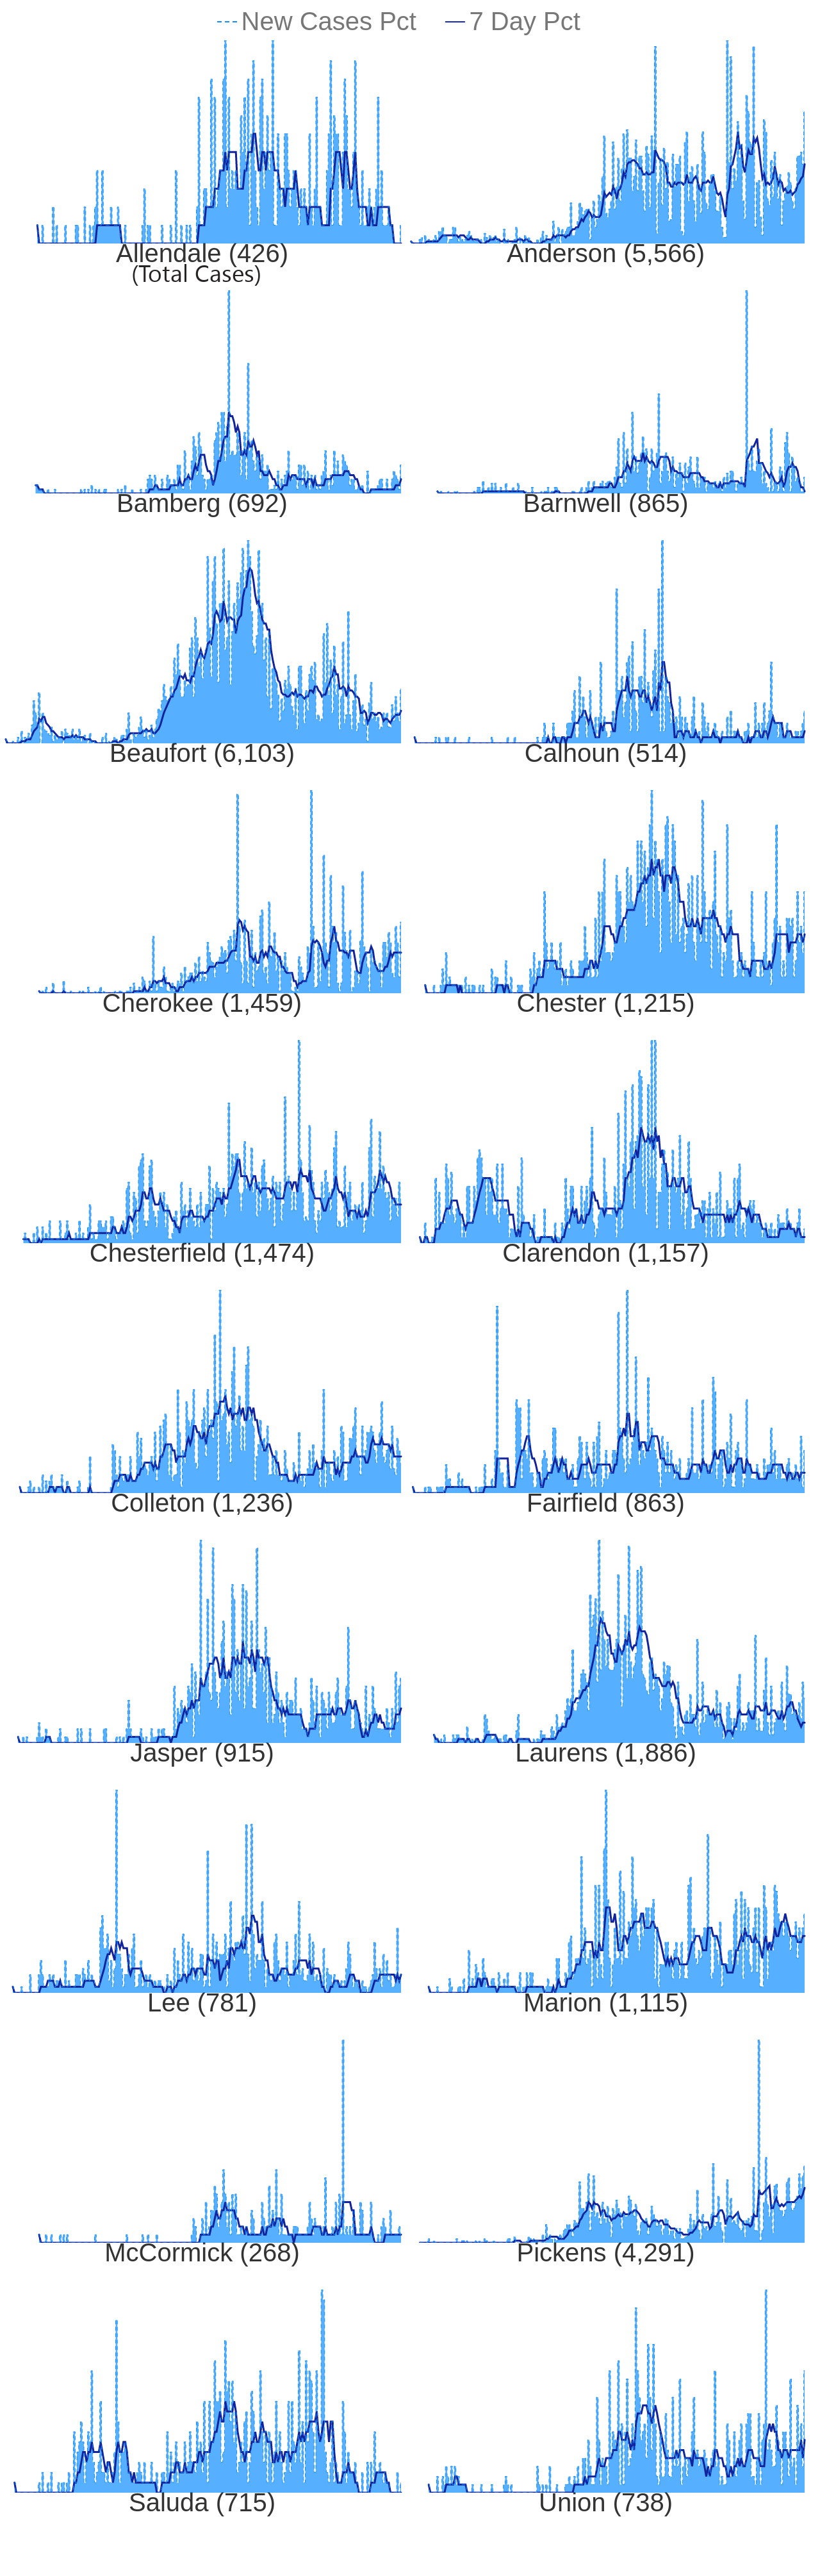 New Cases Pct 7 Day Pct
Allendale (426) Anderson (5,566)
(Total Cases)
Bamberg (692) Barnwell (865)
Beaufort (6,103) Calhoun (514)
Cherokee (1,459) Chester (1,215)
Chesterfield (1,474) Clarendon (1,157)
Colleton (1,236) Fairfield (863)
Jasper (915) Laurens (1,886)
Lee (781) Marion (1,115)
McCormick (268) Pickens (4,291)
Saluda (715) Union (738)